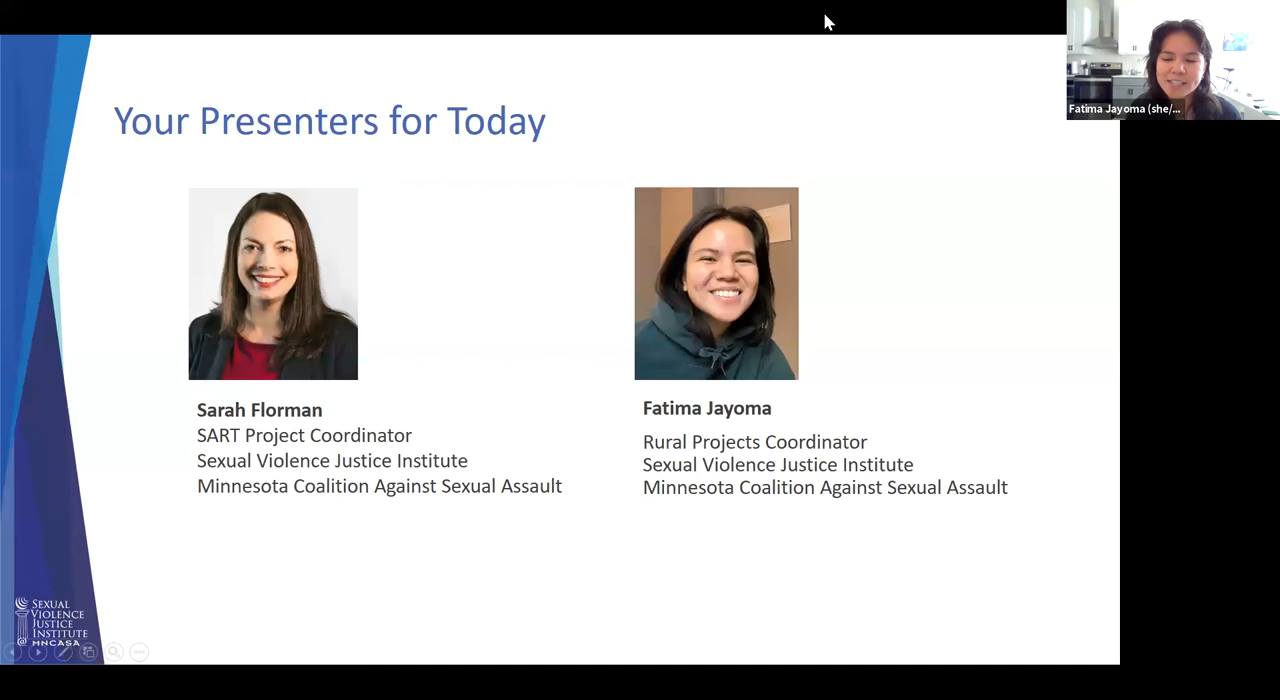 Your Presenters for Today
Fatima Jayoma (she/...
Sarah Florman
SART Project Coordinator
Sexual Violence Justice Institute
Minnesota Coalition Against Sexual Assault
Fatima Jayoma
Rural Projects Coordinator
Sexual Violence Justice Institute
Minnesota Coalition Against Sexual Assault
SEXUAL
VIOLENCE
JUSTICE
INSTITUTE
@ MNCASA